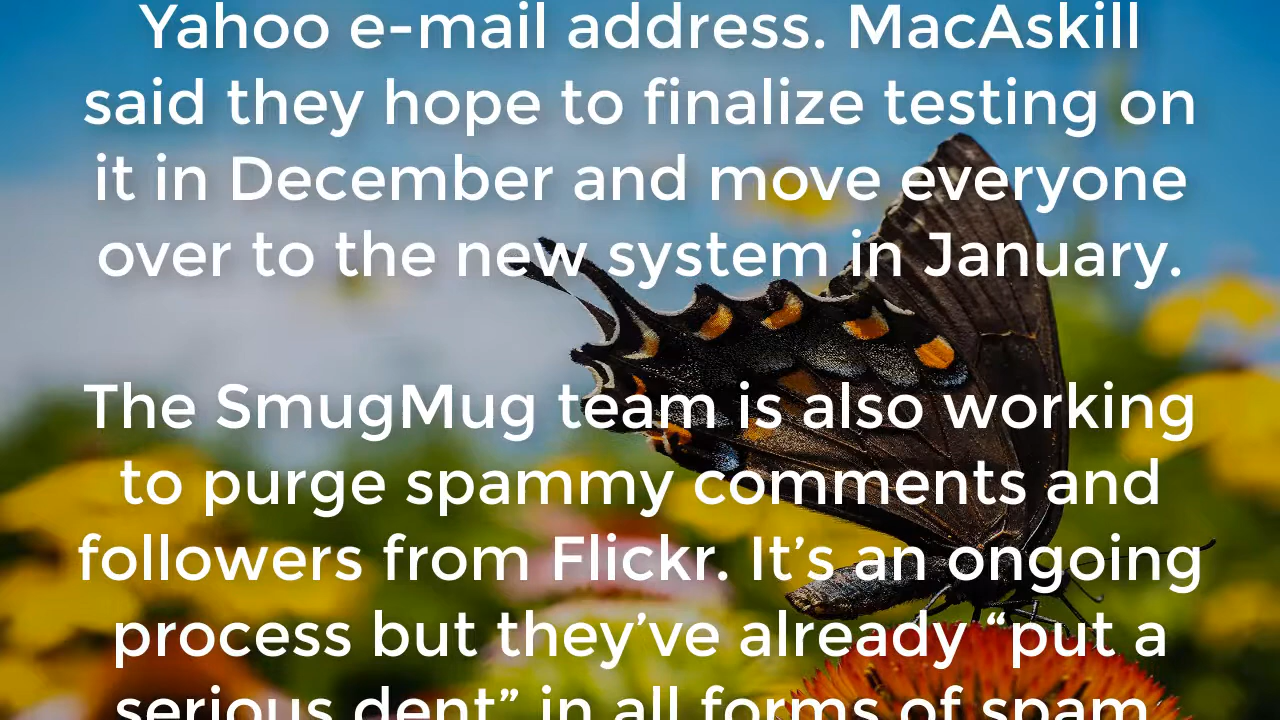 Yahoo e-mail address. MacAskill
said they hope to finalize testing on
it in December and move everyone
over to the new system in January.
The SmugMug team is also working
to purge spammy comments and
followers from Flickr. It’s an ongoing
process but they’ve already “put a
serious dent” in all forms of spam